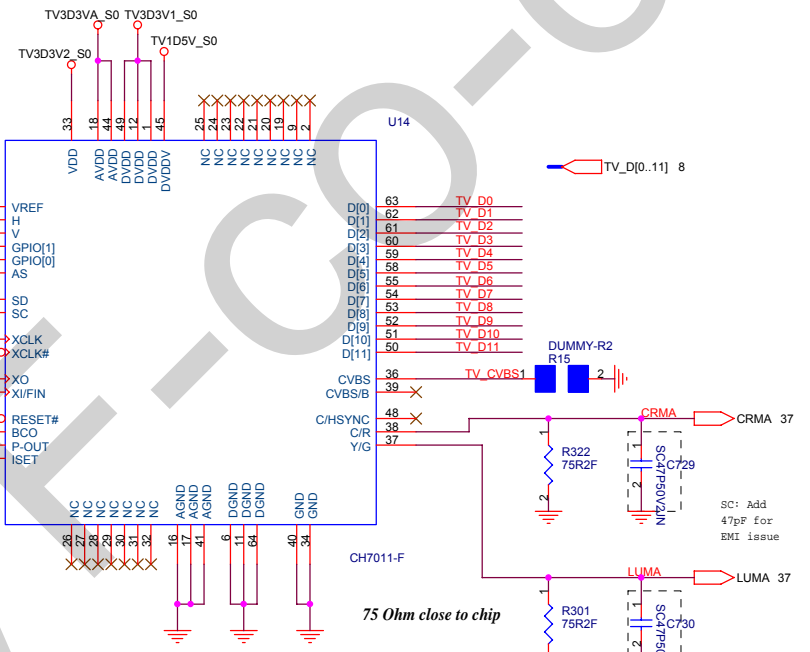 TV3D3VA_S0
TV3D3V1_S0
TV1D5V_S0
TV3D3V2_S0
33
18
44
49
12
1
45
25
24
23
22
21
20
19
9
2
U14
VDD
AVDD
AVDD
DVDD
DVDD
DVDD
DVDDV
NC
NC
NC
NC
NC
NC
NC
NC
NC
TV_D[0..11] 8
VREF
H
V
GPIO[1]
GPIO[0]
AS
SD
SC
XCLK
XCLK#
XO
XI/FIN
RESET#
BCO
P-OUT
ISET
D[0] 63 TV_D0
D[1] 62 TV_D1
D[2] 61 TV_D2
D[3] 60 TV_D3
D[4] 59 TV_D4
D[5] 58 TV_D5
D[6] 55 TV_D6
D[7] 54 TV_D7
D[8] 53 TV_D8
D[9] 52 TV_D9
D[10] 51 TV_D10
D[11] 50 TV_D11
DUMMY-R2
R15
CVBS 36 TV_CVBS 1 2
CVBS/B 39
C/HSYNC 48
C/R 38
Y/G 37
CRMA
CRMA 37
1
R322
75R2F
2
1
SC47P50V2JN
C729
2
SC: Add
47pF for
EMI issue
NC
NC
NC
NC
NC
NC
NC
AGND
AGND
AGND
DGND
DGND
DGND
GND
GND
26
27
28
29
30
31
32
16
17
41
6
11
64
40
34
CH7011-F
75 Ohm close to chip
LUMA
LUMA 37
1
R301
75R2F
1
C730
2